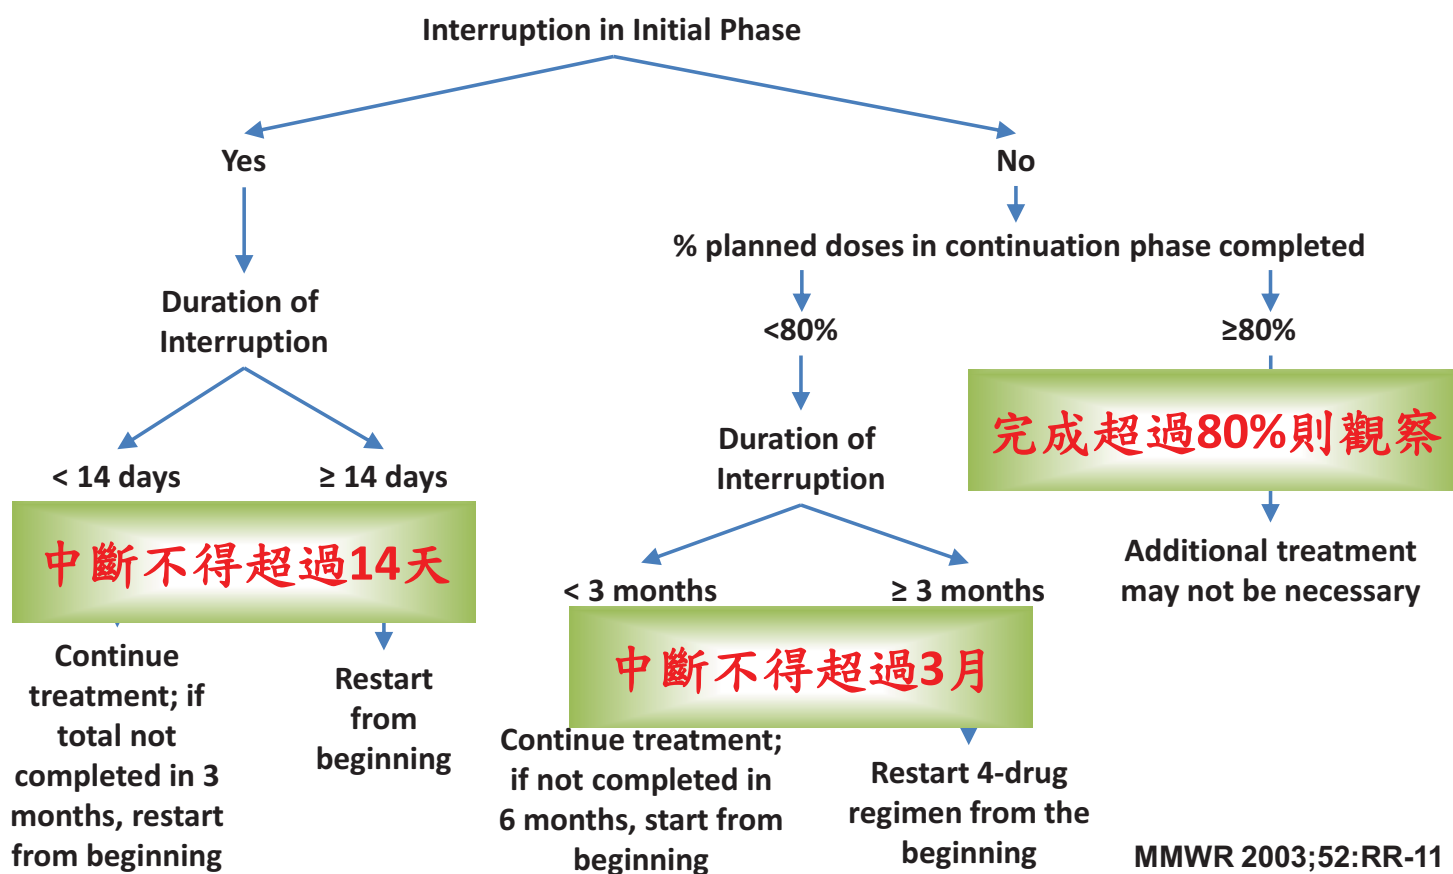 Interruption in Initial Phase
Yes
No
% planned doses in continuation phase completed
Duration of
Interruption
<80%
≥80%
完成超過80%則觀察
Duration of
Interruption
< 14 days
≥ 14 days
中斷不得超過14天
Additional treatment
may not be necessary
< 3 months
≥ 3 months
中斷不得超過3月
Continue
treatment; if
total not
completed in 3
months, restart
from beginning
Restart
from
beginning
Continue treatment;
if not completed in
6 months, start from
beginning
Restart 4-drug
regimen from the
beginning
MMWR 2003;52:RR-11